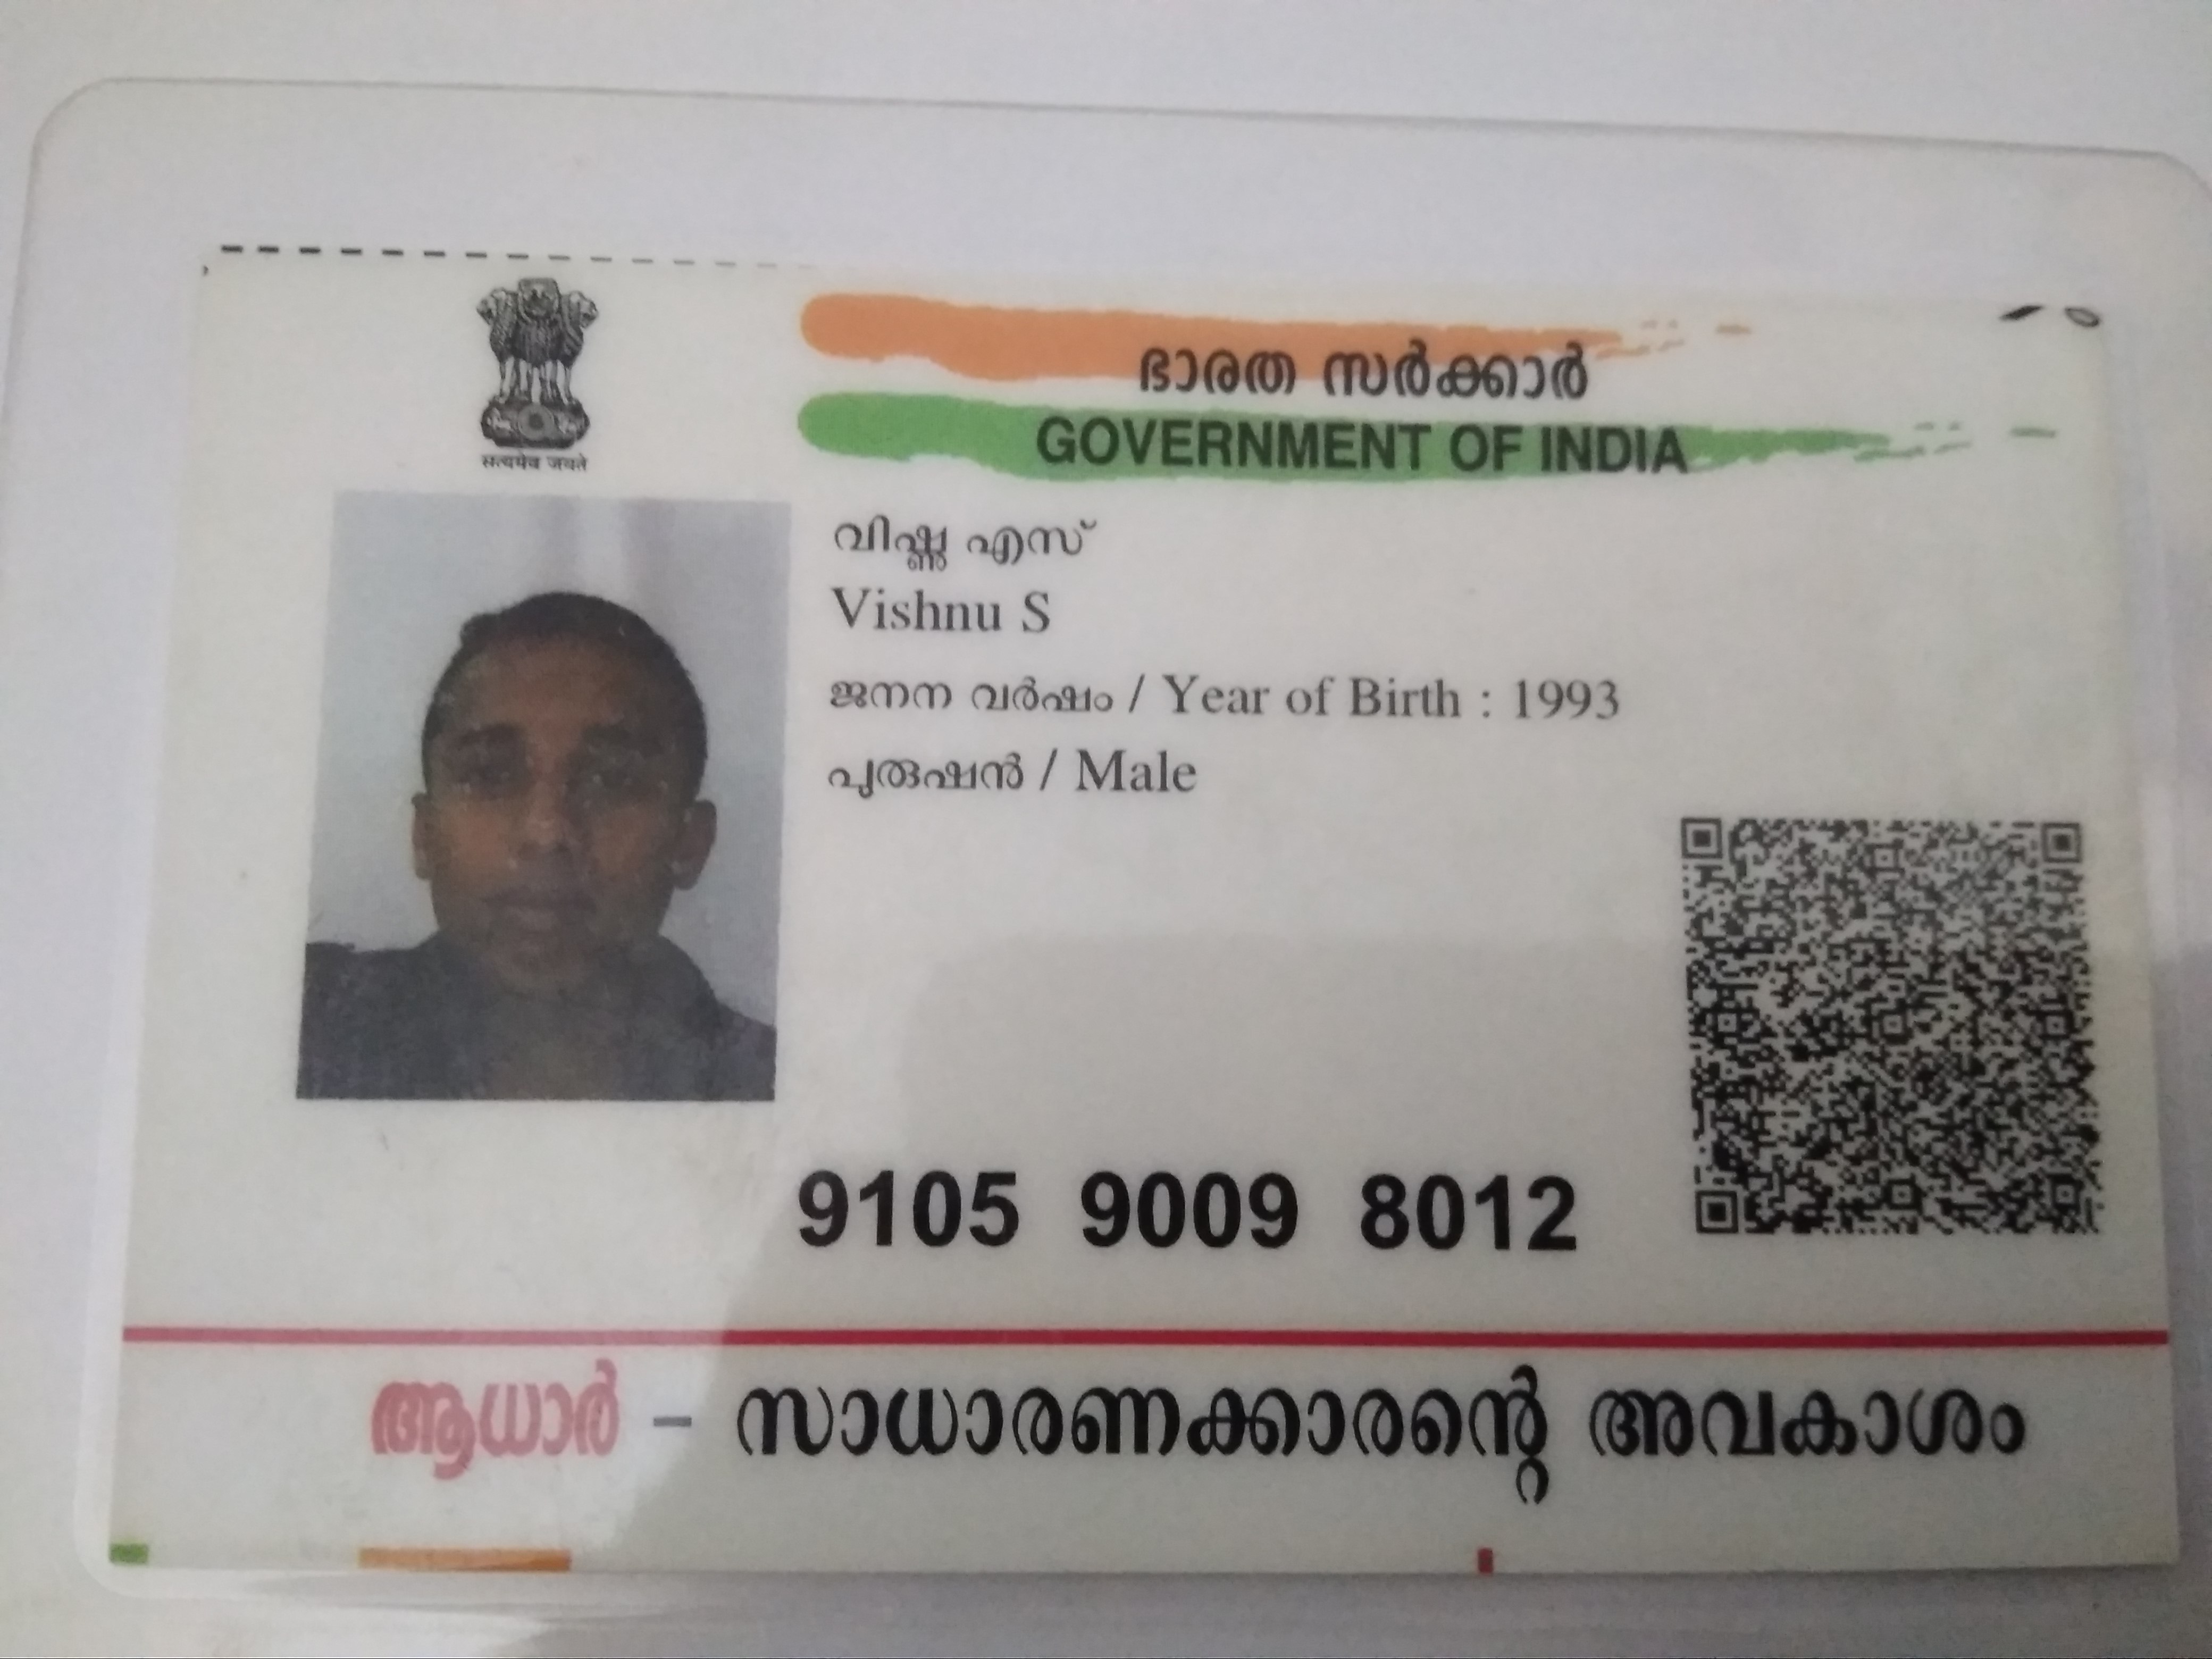 सत्यमेव जयते
ഭാരത സർക്കാർ
GOVERNMENT OF INDIA
വിഷ്ണു എസ്
Vishnu S
ജനന വർഷം / Year of Birth : 1993
പുരുഷൻ / Male
9105 9009 8012
ആധാർ - സാധാരണക്കാരന്റെ അവകാശം